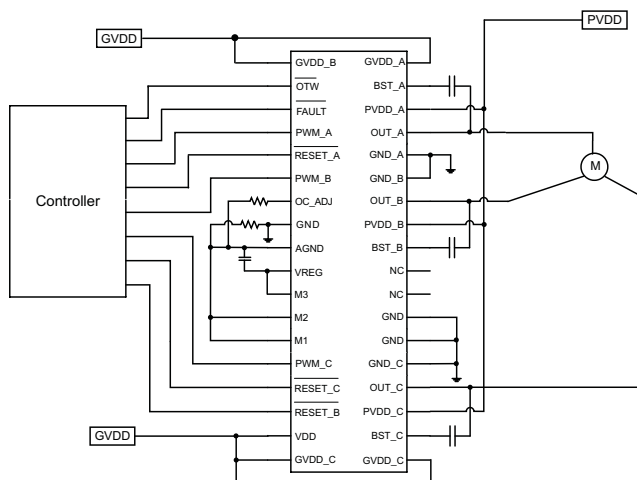 GVDD
PVDD
GVDD_B
GVDD_A
OTW
BST_A
FAULT
PVDD_A
PWM_A
OUT_A
RESET_A
GND_A
PWM_B
GND_B
OC_ADJ
OUT_B
GND
PVDD_B
AGND
BST_B
VREG
NC
M3
NC
M2
GND
M1
GND
PWM_C
GND_C
RESET_C
OUT_C
RESET_B
PVDD_C
VDD
BST_C
GVDD_C
GVDD_C
Controller
M
GVDD